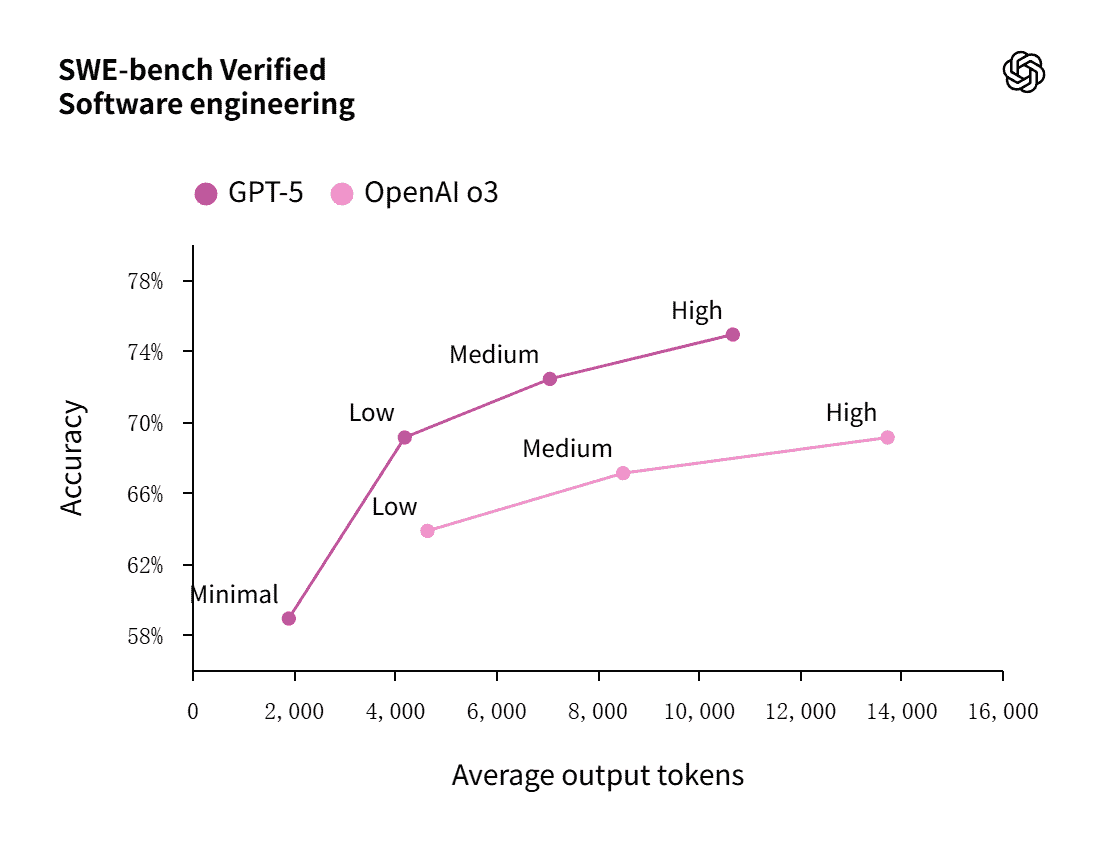 SWE-bench Verified
Software engineering
GPT-5
OpenAI o3
78%
74%
70%
66%
62%
58%
Accuracy
High
Medium
Low
Minimal
High
Medium
Low
0
2,000
4,000
6,000
8,000
10,000
12,000
14,000
16,000
Average output tokens